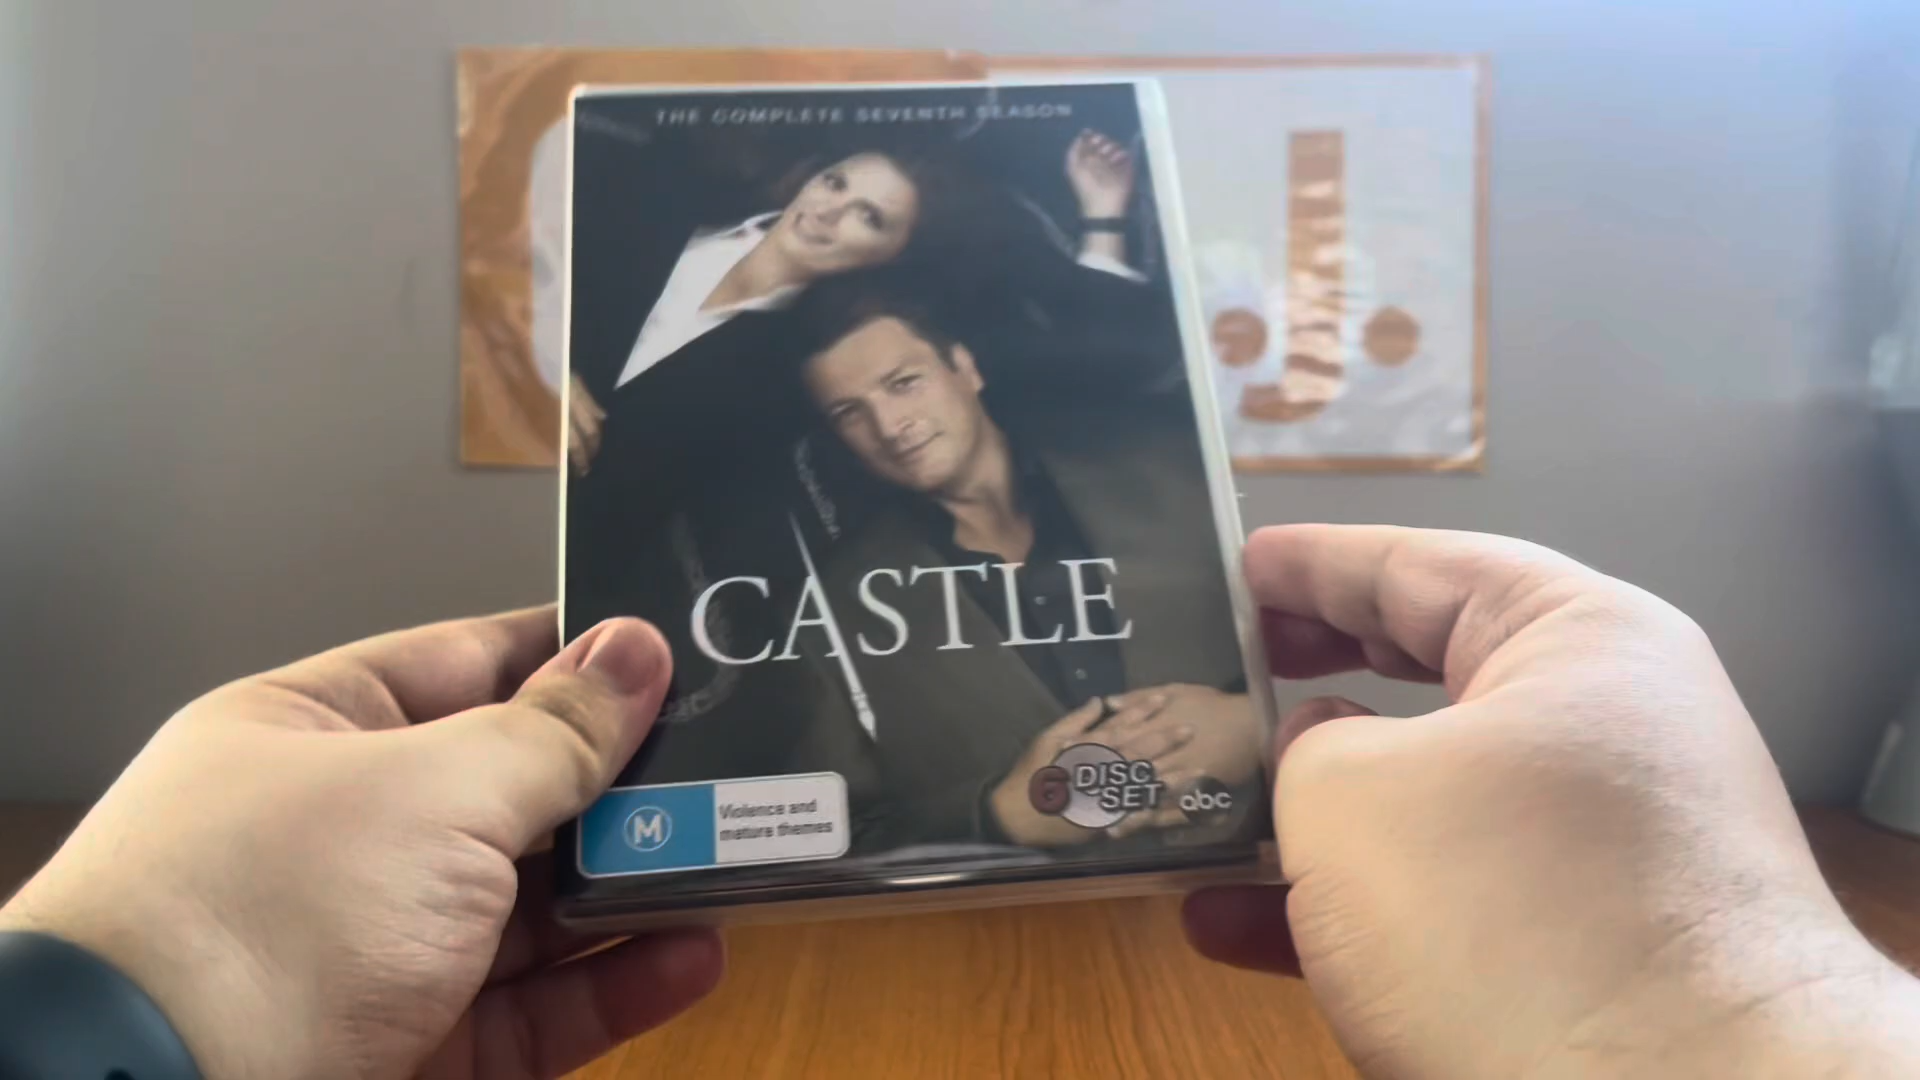 THE COMPLETE SEVENTH SEASON
CASTLE
M
Violence and
mature themes
6 DISC
SET
abc
J